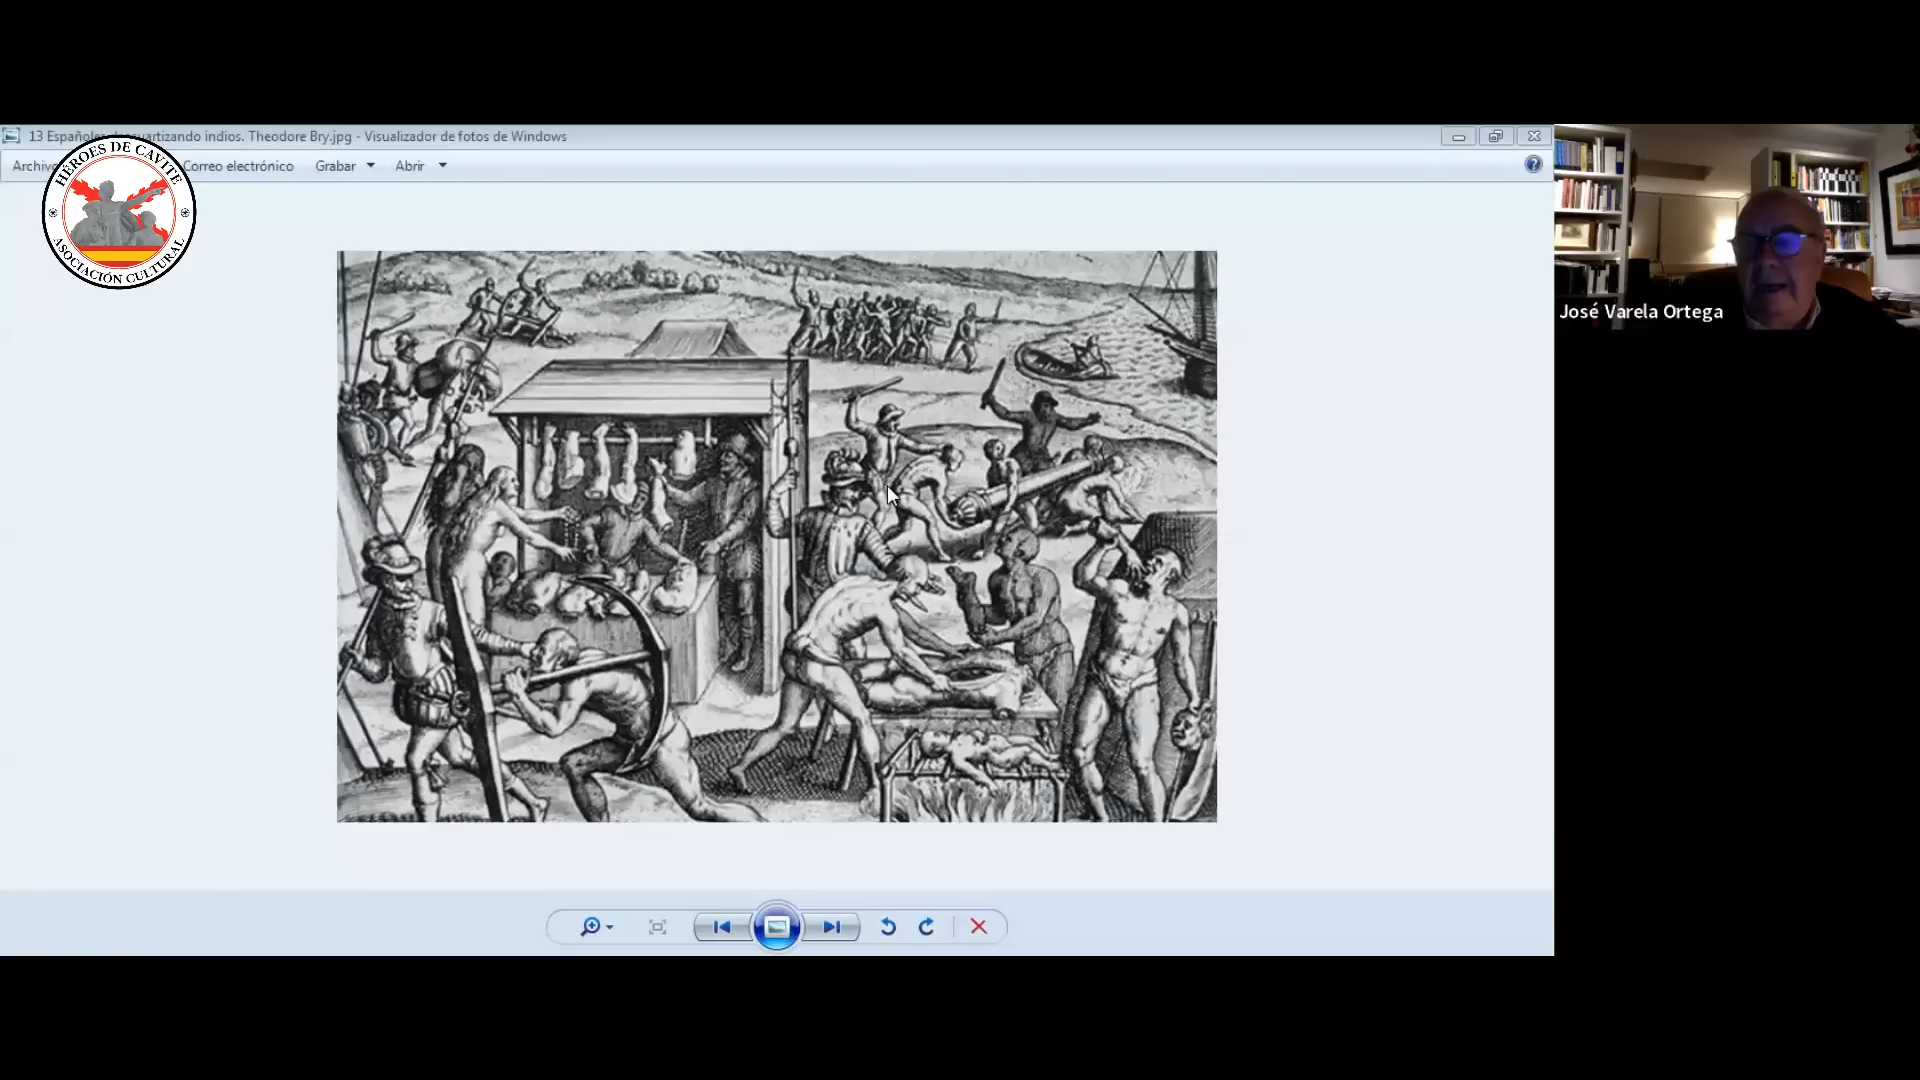 13 Españoles descuartizando indios. Theodore Bry.jpg - Visualizador de fotos de Windows
Archivo
Correo electrónico
Grabar
Abrir
HÉROES DE CAVITE
ASOCIACIÓN CULTURAL
José Varela Ortega